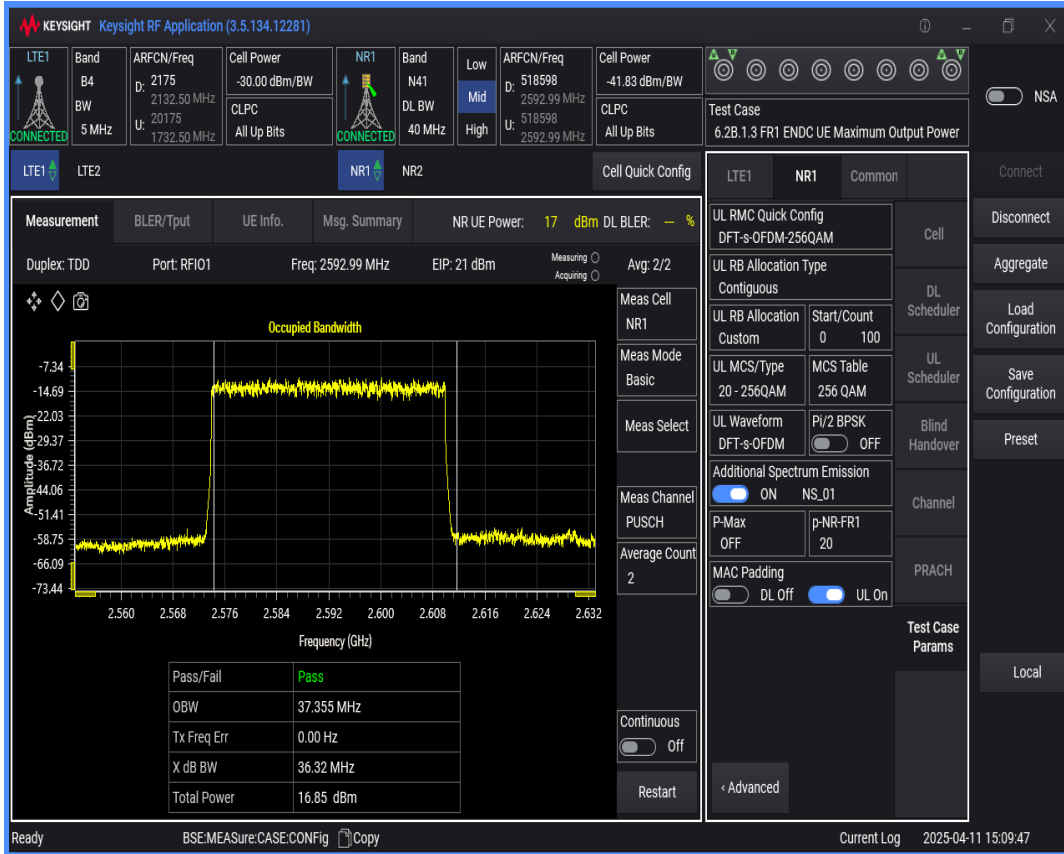 KEYSIGHT Keysight RF Application (3.5.134.12281)
LTE1
CONNECTED
Band
B4
BW
5 MHz
ARFCN/Freq
D: 2175
2132.50 MHz
U: 20175
1732.50 MHz
Cell Power
-30.00 dBm/BW
CLPC
All Up Bits
NR1
CONNECTED
Band
N41
DL BW
40 MHz
Low
Mid
High
ARFCN/Freq
D: 518598
2592.99 MHz
U: 518598
2592.99 MHz
Cell Power
-41.83 dBm/BW
CLPC
All Up Bits
A V A V
Test Case
6.2B.1.3 FR1 ENDC UE Maximum Output Power
NSA
LTE1 LTE2 NR1 NR2 Cell Quick Config
Measurement BLER/Tput UE Info. Msg. Summary NR UE Power: 17 dBm DL BLER: — %
Duplex: TDD Port: RFIO1 Freq: 2592.99 MHz EIP: 21 dBm Measuring Acquiring Avg: 2/2
Occupied Bandwidth
Amplitude (dBm)
-7.34
-14.69
-22.03
-29.37
-36.72
-44.06
-51.41
-58.75
-66.09
-73.44
2.560 2.568 2.576 2.584 2.592 2.600 2.608 2.616 2.624 2.632
Frequency (GHz)
Pass/Fail Pass
OBW 37.355 MHz
Tx Freq Err 0.00 Hz
X dB BW 36.32 MHz
Total Power 16.85 dBm
Meas Cell
NR1
Meas Mode
Basic
Meas Select
Meas Channel
PUSCH
Average Count
2
Continuous
Off
Restart
LTE1 NR1 Common
UL RMC Quick Config
DFT-s-OFDM-256QAM
UL RB Allocation Type
Contiguous
UL RB Allocation
Custom
Start/Count
0 100
UL MCS/Type
20 - 256QAM
MCS Table
256 QAM
UL Waveform
DFT-s-OFDM
Pi/2 BPSK
OFF
Additional Spectrum Emission
ON NS_01
P-Max
OFF
p-NR-FR1
20
MAC Padding
DL Off UL On
‹ Advanced
Cell
DL
Scheduler
UL
Scheduler
Blind
Handover
Channel
PRACH
Test Case
Params
Connect
Disconnect
Aggregate
Load
Configuration
Save
Configuration
Preset
Local
Ready BSE:MEASure:CASE:CONFig Copy Current Log 2025-04-11 15:09:47